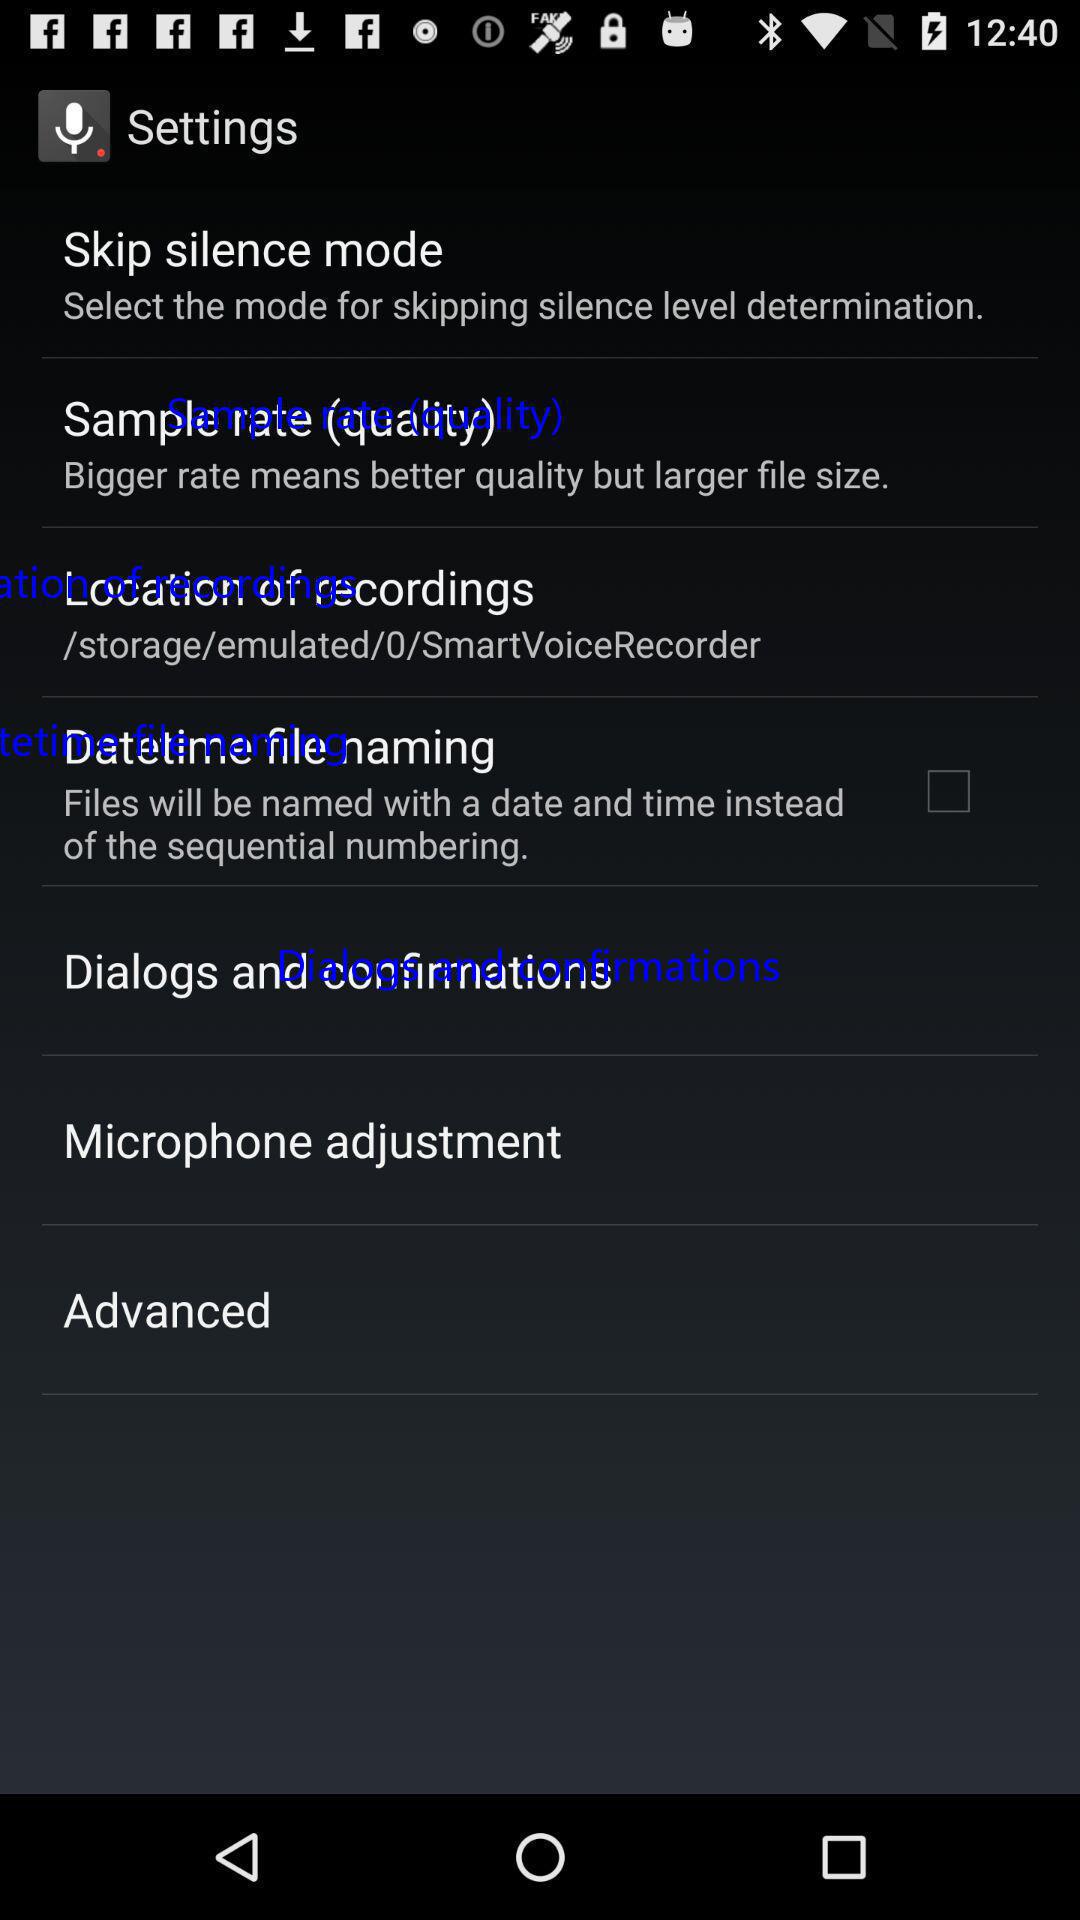 FAKE
12:40
Settings
Skip silence mode
Select the mode for skipping silence level determination.
Sample rate (quality)
Sample rate (quality)
Bigger rate means better quality but larger file size.
ation of recordings
Location of recordings
/storage/emulated/0/SmartVoiceRecorder
tetime file naming
Datetime file naming
Files will be named with a date and time instead
of the sequential numbering.
Dialogs and confirmations
Dialogs and confirmations
Microphone adjustment
Advanced